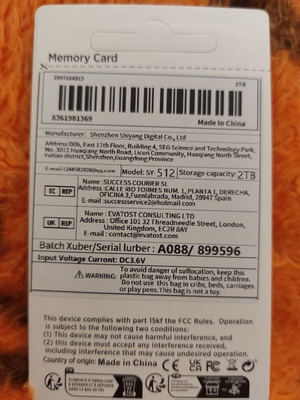 Memory Card
3997104815
2TB
8361981369
Made In China
Manufacturer: Shenzhen Shiyang Digital Co., Ltd
Address:D06, East 11th Floor, Building 4, SEG Science and Technology Park,
No. 3012 Huaqiang North Road, Licun Community, Huaqiang North Street,
Futian district,Shenzhen,Guangdong Province
Model: SY-512
Storage capacity:2TB
EC REP
Name:SUCCESS COURIER SL
Address:CALLE RIO TORMES NUM. 1, PLANTA 1, DERECHA,
OFICINA 3,Fuenlabrada, Madrid, 28947 Spain
Email:successservice2@hotmail.com
UK REP
Name : EVATOST CONSULTING LTD
Address : Office 101 32 Threadneedle Street, London,
United Kingdom, EC2R 8AY
Email : contact@evatost.com
Batch Xuber/Serial lurber : A088/ 899596
Input Voltage Current: DC3.6V
WARNING:
To avoid danger of suffocation, keep this
plastic bag away from babies and children.
Do not use this bag in cribs, beds, carriages
or play pens. This bag is not a toy.
This device complies with part 15kf the FCC Rules. Operation
is subject to the following two conditions:
(1) This device may not cause harmful interference, and
(2) this device must accept any interference received,
including interference that may cause undesired operation.
Country of Origin: Made in China
CE
UK CA
FC